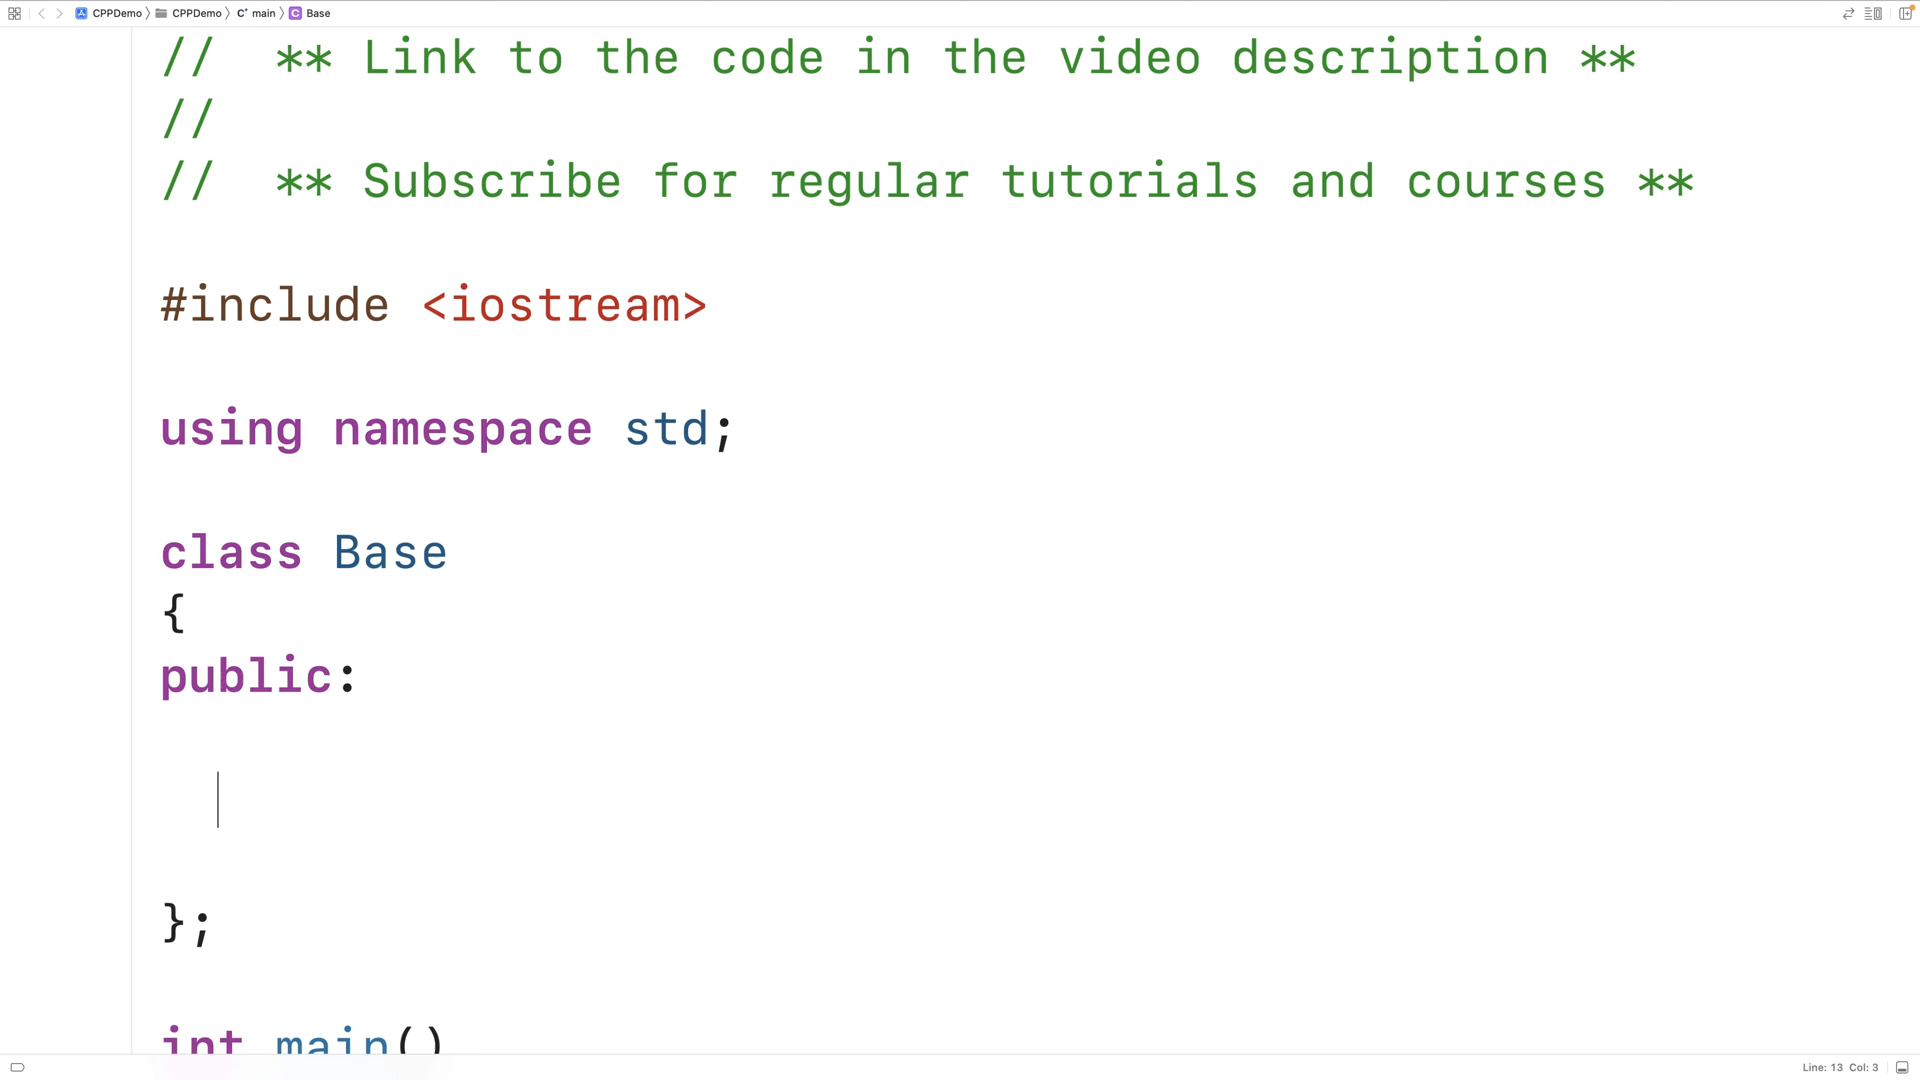 CPPDemo CPPDemo C+ main C Base
// ** Link to the code in the video description **
//
// ** Subscribe for regular tutorials and courses **
#include <iostream>
using namespace std;
class Base
{
public:
};
int main()
Line: 13 Col: 3